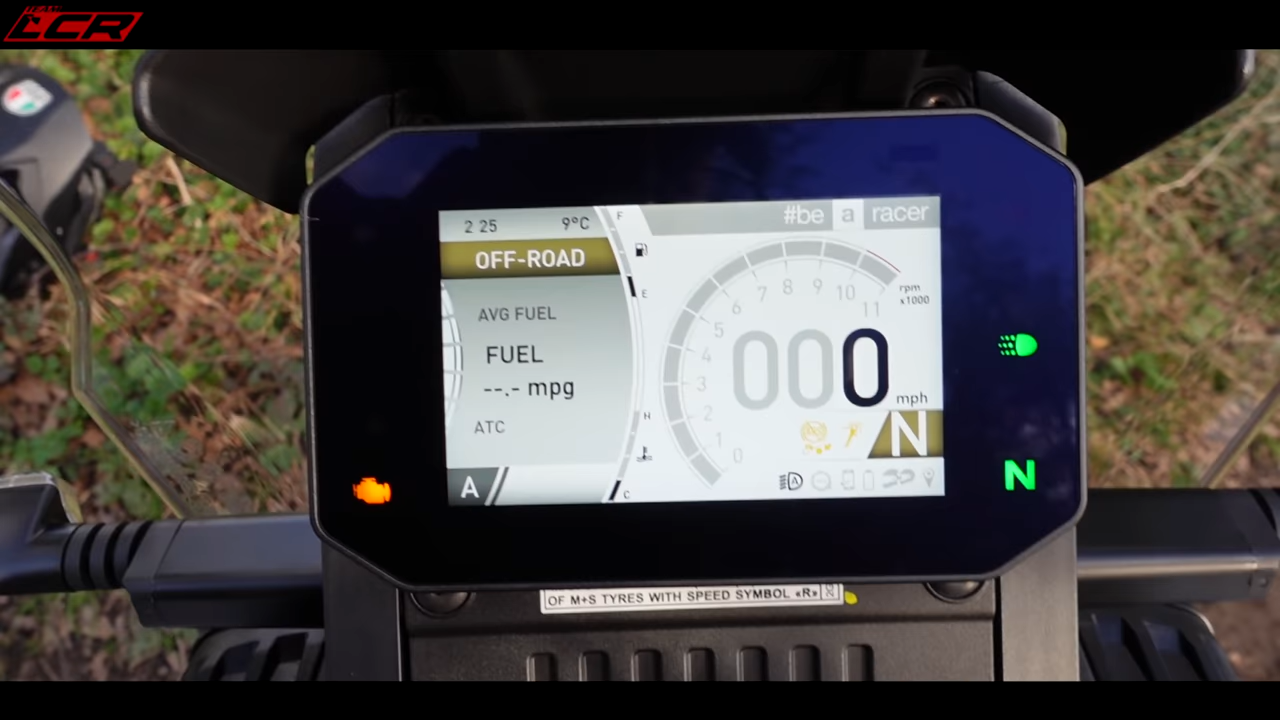 LCR
2 25 9°C
#be a racer
OFF-ROAD
AVG FUEL
FUEL
--.- mpg
ATC
A
F
E
H
C
0
1
2
3
4
5
6
7
8
9
10
11
rpm
x1000
000
mph
N
A
N
OF M+S TYRES WITH SPEED SYMBOL «R»